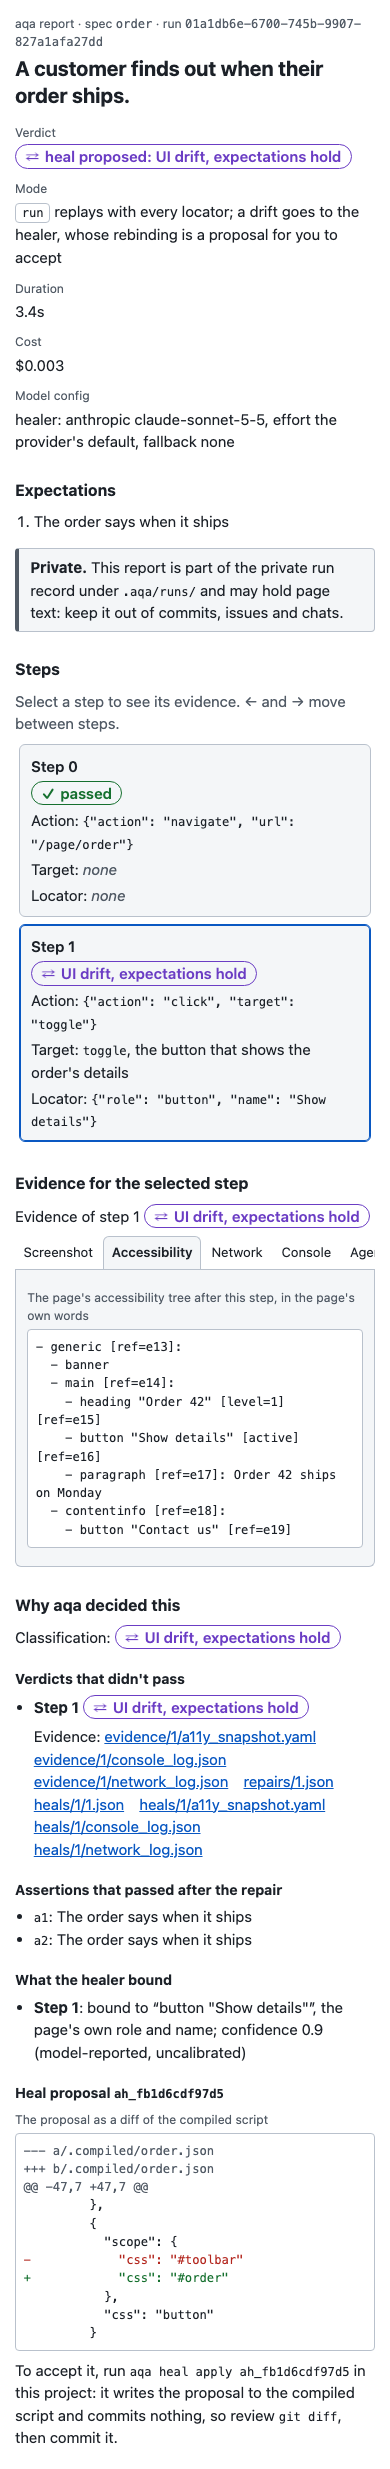 aqa report · spec order · run 01a1db6e-6700-745b-9907-
827a1afa27dd
A customer finds out when their
order ships.
Verdict
⇄ heal proposed: UI drift, expectations hold
Mode
run replays with every locator; a drift goes to the
healer, whose rebinding is a proposal for you to
accept
Duration
3.4s
Cost
$0.003
Model config
healer: anthropic claude-sonnet-5-5, effort the
provider's default, fallback none
Expectations
1. The order says when it ships
Private. This report is part of the private run
record under .aqa/runs/ and may hold page
text: keep it out of commits, issues and chats.
Steps
Select a step to see its evidence. ← and → move
between steps.
Step 0
✓ passed
Action: {"action": "navigate", "url":
"/page/order"}
Target: none
Locator: none
Step 1
⇄ UI drift, expectations hold
Action: {"action": "click", "target":
"toggle"}
Target: toggle, the button that shows the
order's details
Locator: {"role": "button", "name": "Show
details"}
Evidence for the selected step
Evidence of step 1 ⇄ UI drift, expectations hold
Screenshot Accessibility Network Console Age
The page's accessibility tree after this step, in the page's
own words
- generic [ref=e13]:
  - banner
  - main [ref=e14]:
    - heading "Order 42" [level=1]
[ref=e15]
    - button "Show details" [active]
[ref=e16]
    - paragraph [ref=e17]: Order 42 ships
on Monday
  - contentinfo [ref=e18]:
    - button "Contact us" [ref=e19]
Why aqa decided this
Classification: ⇄ UI drift, expectations hold
Verdicts that didn't pass
• Step 1 ⇄ UI drift, expectations hold
Evidence: evidence/1/a11y_snapshot.yaml
evidence/1/console_log.json
evidence/1/network_log.json repairs/1.json
heals/1/1.json heals/1/a11y_snapshot.yaml
heals/1/console_log.json
heals/1/network_log.json
Assertions that passed after the repair
• a1: The order says when it ships
• a2: The order says when it ships
What the healer bound
• Step 1: bound to “button "Show details"”, the
page's own role and name; confidence 0.9
(model-reported, uncalibrated)
Heal proposal ah_fb1d6cdf97d5
The proposal as a diff of the compiled script
--- a/.compiled/order.json
+++ b/.compiled/order.json
@@ -47,7 +47,7 @@
         },
         {
           "scope": {
-            "css": "#toolbar"
+            "css": "#order"
           },
           "css": "button"
         }
To accept it, run aqa heal apply ah_fb1d6cdf97d5 in
this project: it writes the proposal to the compiled
script and commits nothing, so review git diff,
then commit it.